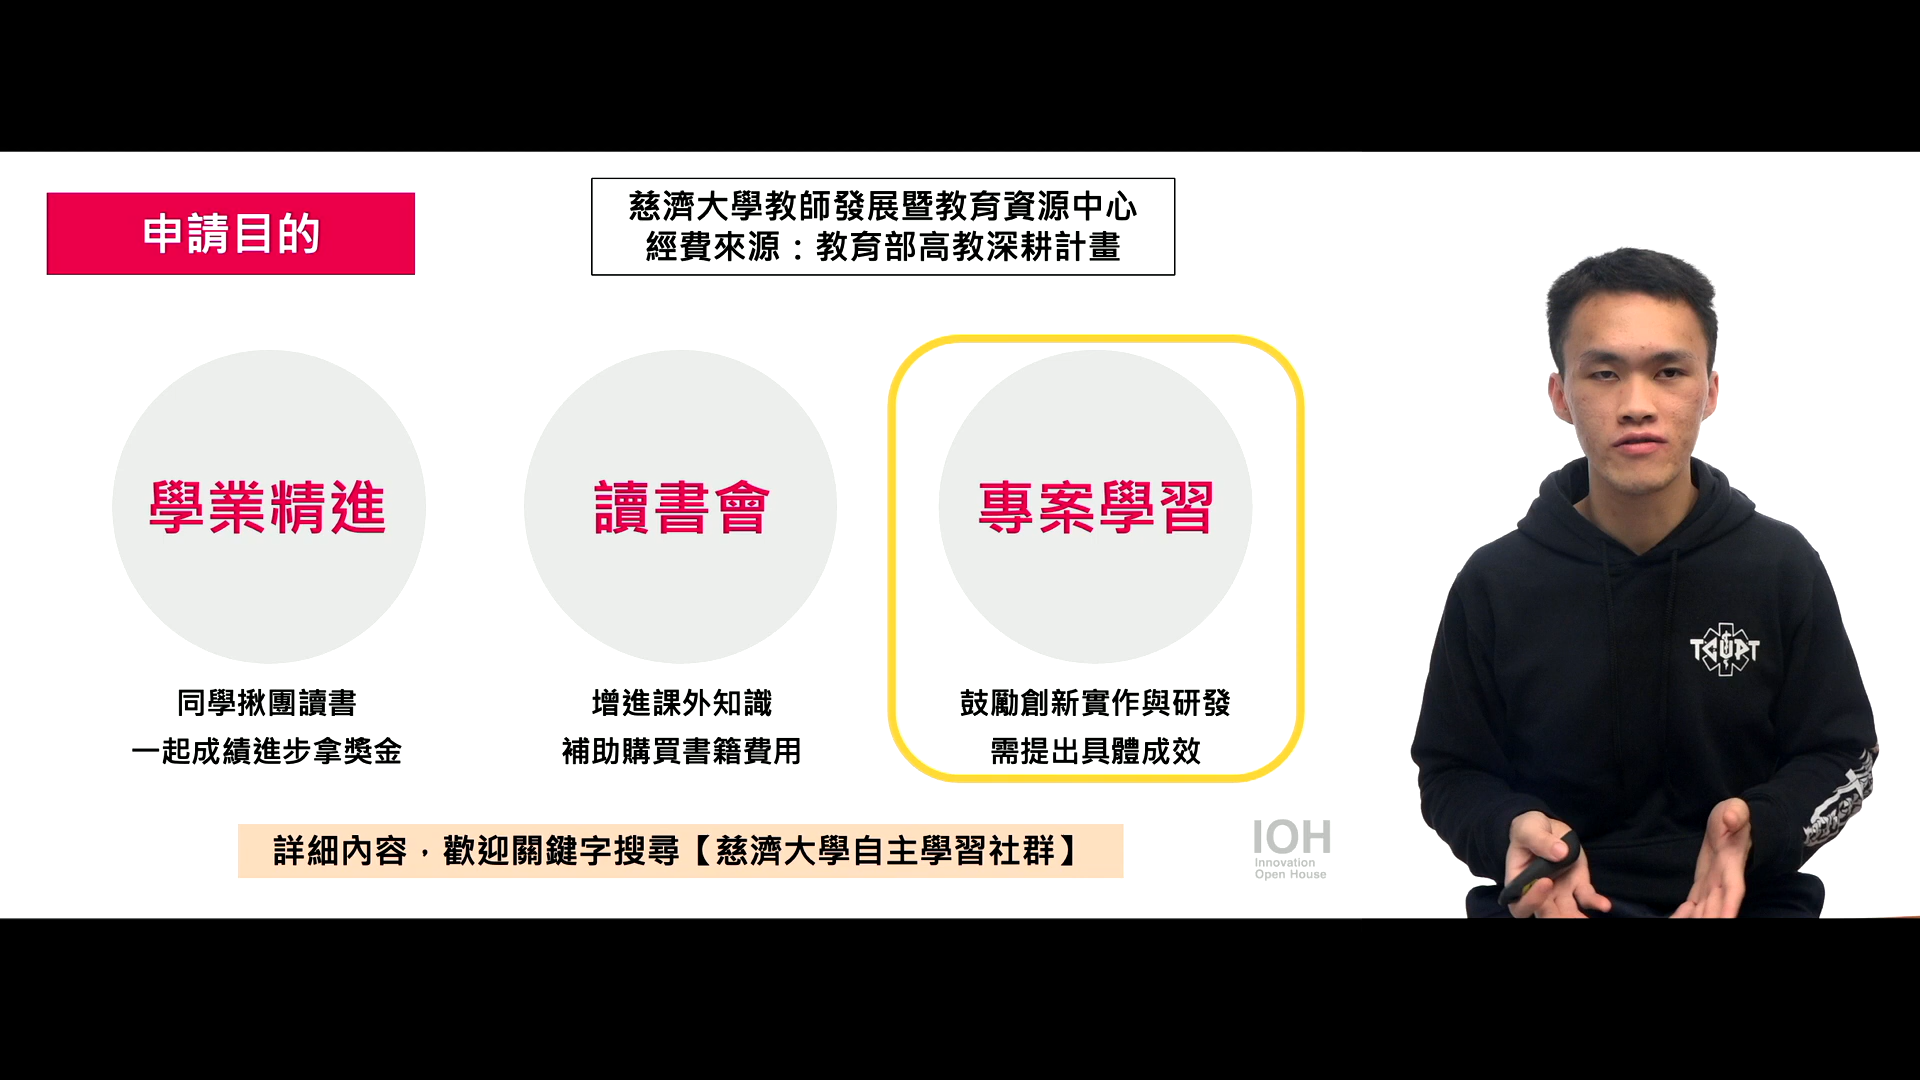 申請目的
慈濟大學教師發展暨教育資源中心
經費來源：教育部高教深耕計畫
學業精進
讀書會
專案學習
同學揪團讀書
一起成績進步拿獎金
增進課外知識
補助購買書籍費用
鼓勵創新實作與研發
需提出具體成效
詳細內容，歡迎關鍵字搜尋【慈濟大學自主學習社群】
IOH
Innovation
Open House
TCUPT